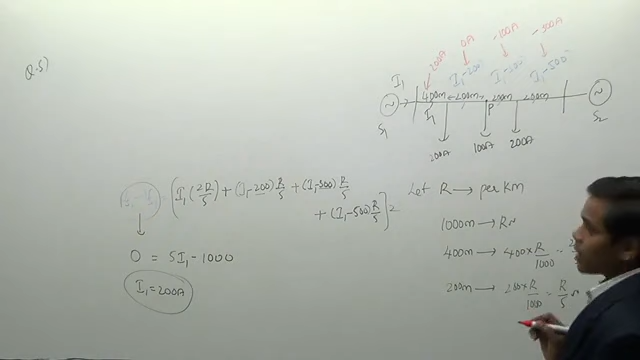 Q.5)
200A 0A -100A -300A
I₁ I₁-200 I₁-300 I₁-500
400m 200m 200m 200m
I₁ P
S₁ S₂
200A 100A 200A
[I₁(2R/5) + (I₁-200)R/5 + (I₁-300)R/5
+ (I₁-500)R/5]2
0 = 5I₁-1000
I₁=200A
Let R → per km
1000m → R
400m → 400×R/1000 =
200m → 200×R/1000 = R/5